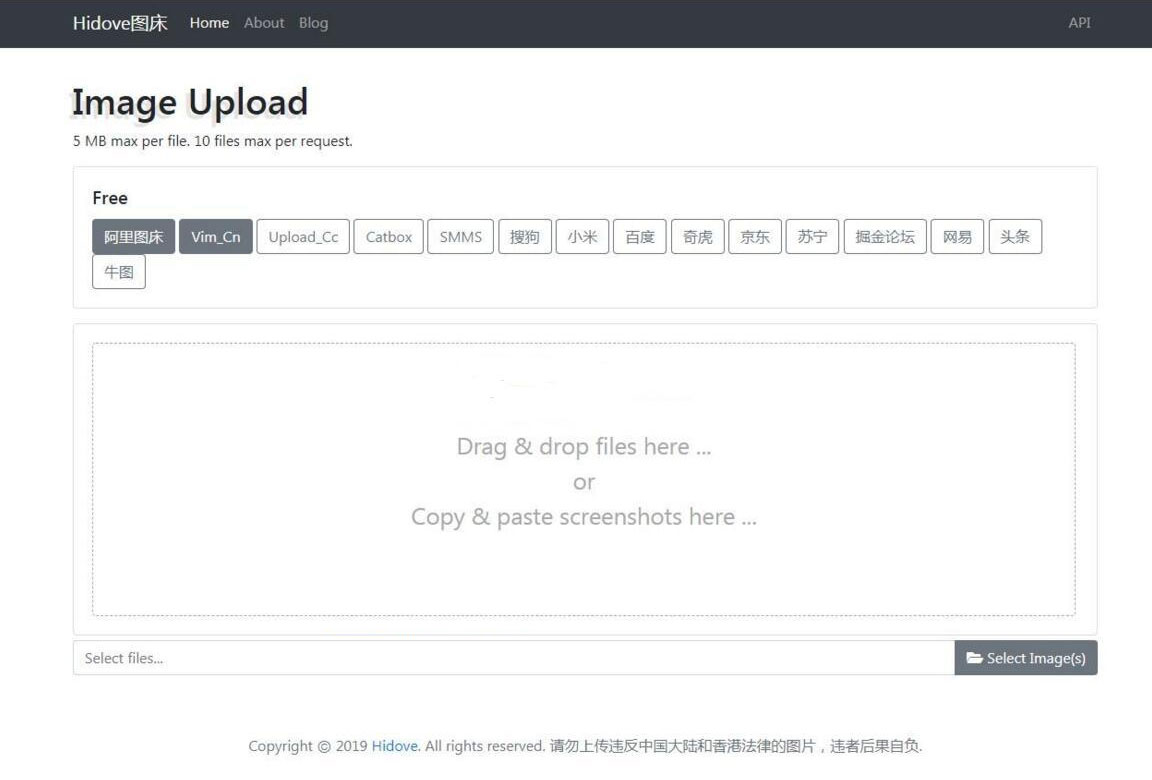 Hidove图床 Home About Blog API
Image Upload
5 MB max per file. 10 files max per request.
Free
阿里图床 Vim_Cn Upload_Cc Catbox SMMS 搜狗 小米 百度 奇虎 京东 苏宁 掘金论坛 网易 头条
牛图
Drag & drop files here ...
or
Copy & paste screenshots here ...
Select files... Select Image(s)
Copyright © 2019 Hidove. All rights reserved. 请勿上传违反中国大陆和香港法律的图片，违者后果自负.